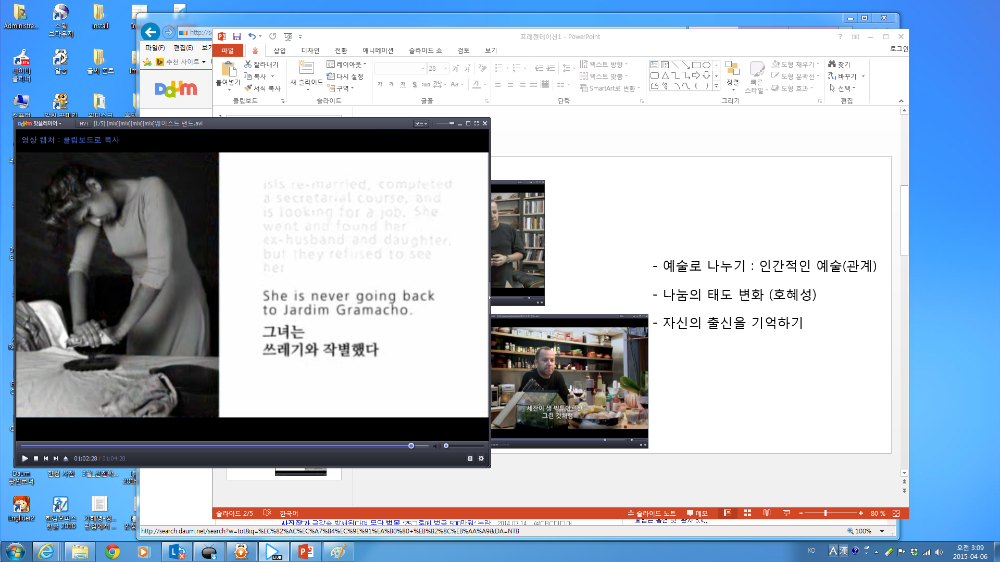 Administra...
스윙
브라우저
install
네이버
클리너
알송
글씨 폰트
컴퓨터
알씨 꾸미기
위디스크
http://se
파일(F)
편집(E)
보기
추천 사이트
Daum
프레젠테이션1 - PowerPoint
로그인
파일
홈
삽입
디자인
전환
애니메이션
슬라이드 쇼
검토
보기
붙여넣기
잘라내기
복사
서식 복사
클립보드
새 슬라이드
레이아웃
다시 설정
구역
슬라이드
28
가 가 가 S 간 Aa 가
글꼴
텍스트 방향
텍스트 맞춤
SmartArt로 변환
단락
정렬
빠른
스타일
도형 채우기
도형 윤곽선
도형 효과
그리기
찾기
바꾸기
선택
편집
Daum 팟플레이어
AVI
[1/5] [mix][mix][mix][mix]웨이스트 랜드.avi
모드
영상 캡처 : 클립보드로 복사
Isis re-married, completed
a secretarial course, and
is looking for a job. She
went and found her
ex-husband and daughter,
but they refused to see
her
She is never going back
to Jardim Gramacho.
그녀는
쓰레기와 작별했다
01:02:28 / 01:04:28
- 예술로 나누기 : 인간적인 예술(관계)
- 나눔의 태도 변화 (호혜성)
- 자신의 출신을 기억하기
세잔이 생 빅투아르산을
그린 것처럼
Daum
팟인코더
한컴 사전
3월_신진학...
Englider2
한컴오피스
한글 2010
가혜영-성...
관점에서 ...
슬라이드 2/5
한국어
슬라이드 노트
메모
80 %
2014.07.14
http://search.daum.net/search?w=tot&q=%EC%82%AC%EC%A7%84%EC%9E%91%EA%B0%80+%EB%B2%8C%EB%AA%A9&DA=NTB
100%
LIVE
KO
A 漢
오전 3:09
2015-04-06